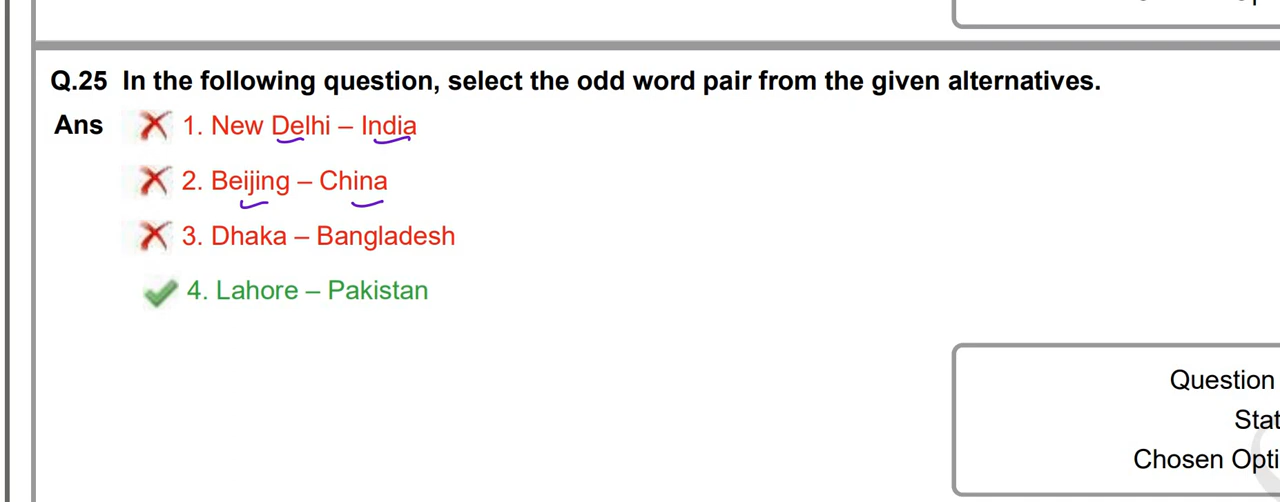 Q.25 In the following question, select the odd word pair from the given alternatives.
Ans 1. New Delhi – India
2. Beijing – China
3. Dhaka – Bangladesh
4. Lahore – Pakistan
Question
Stat
Chosen Opti